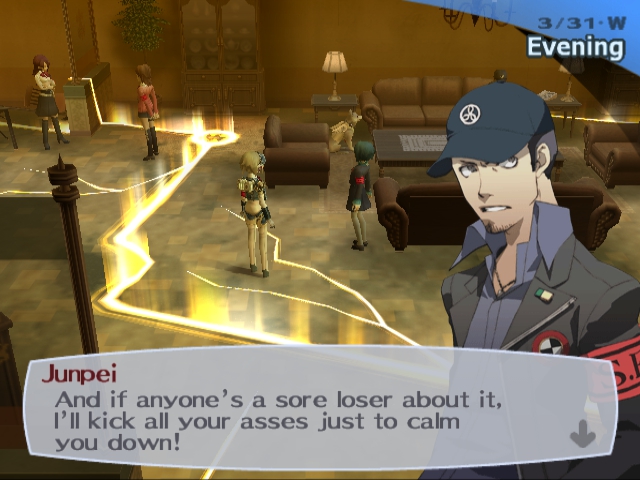 3/31・W
Evening
Junpei
And if anyone's a sore loser about it,
I'll kick all your asses just to calm
you down!
S.E